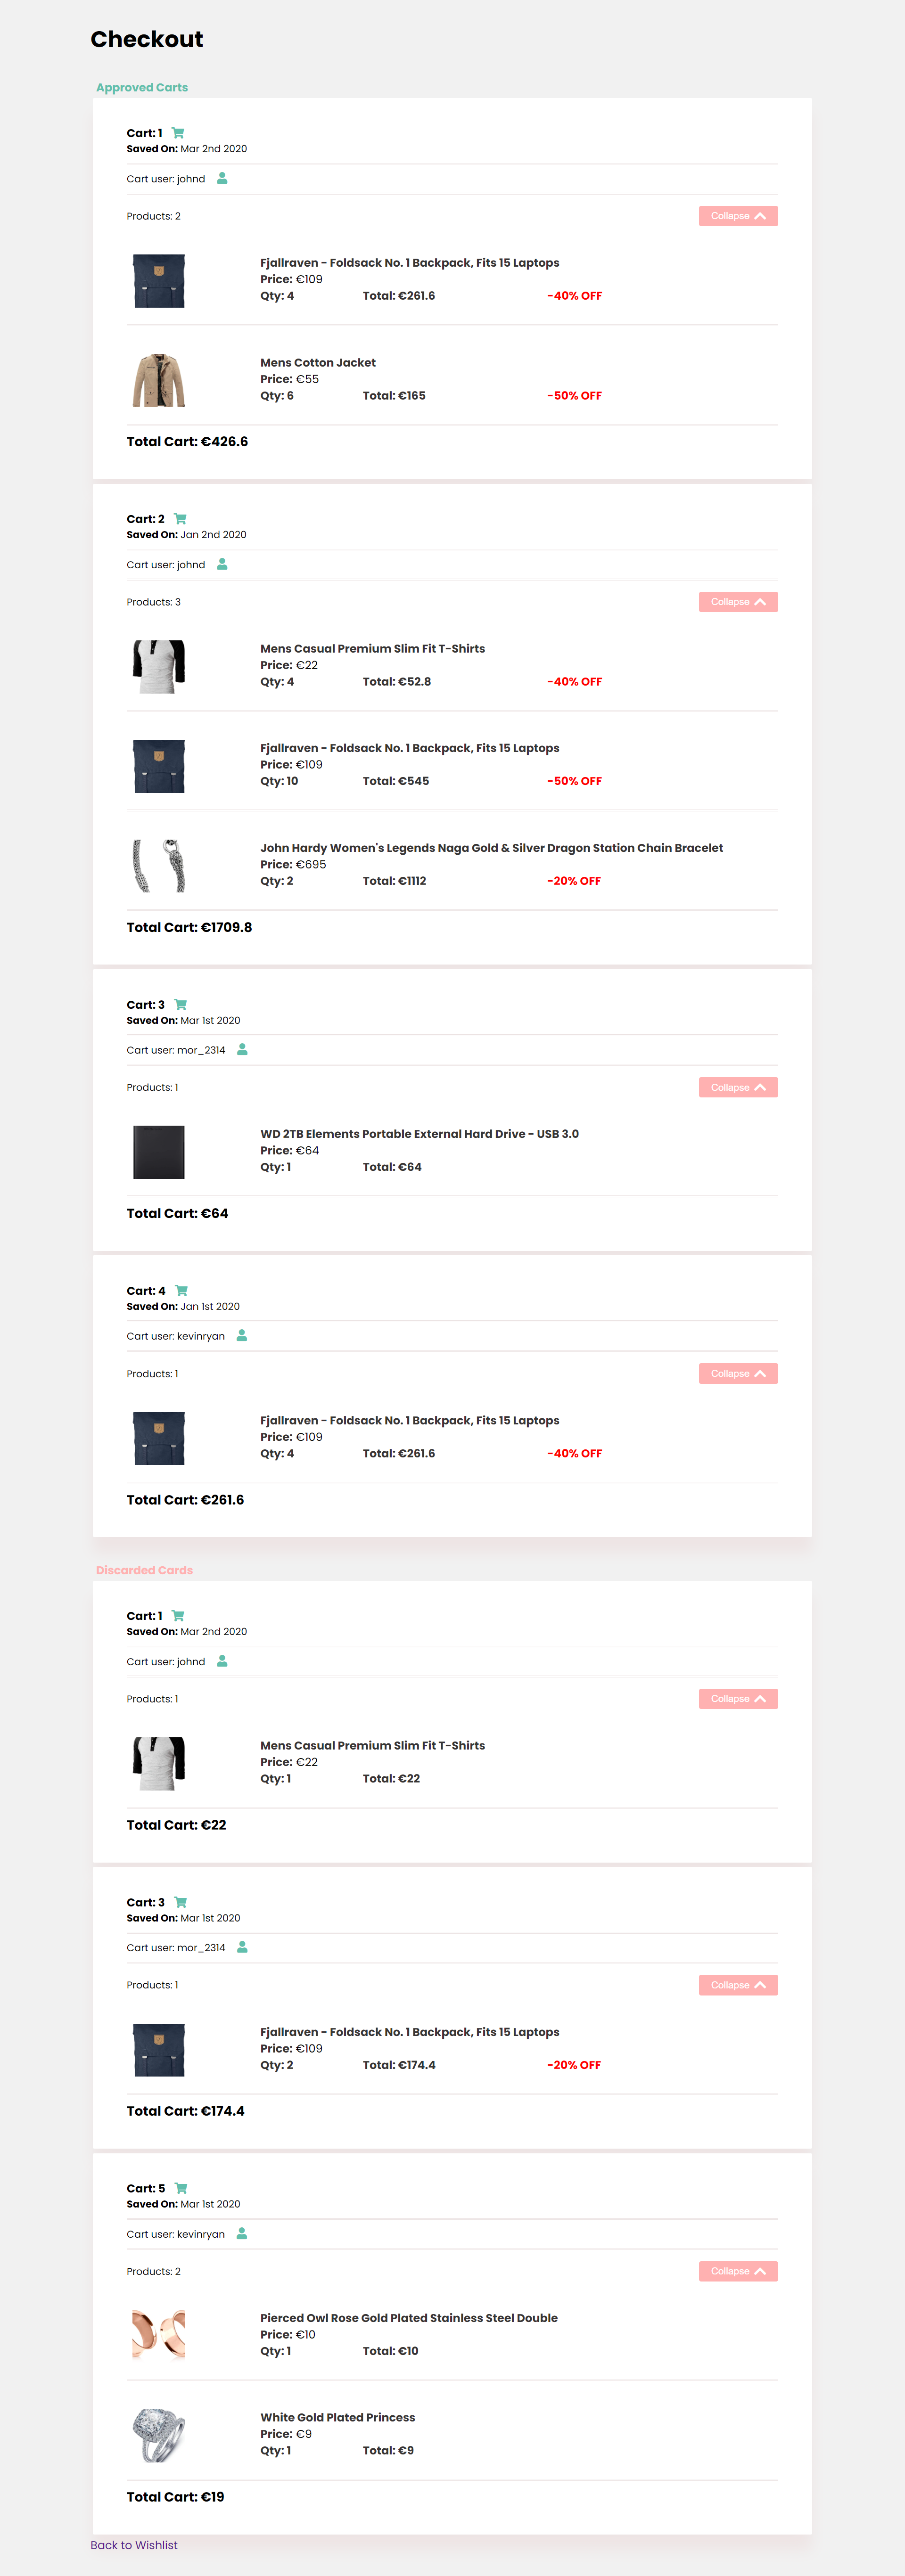 Checkout
Approved Carts
Cart: 1
Saved On: Mar 2nd 2020
Cart user: johnd
Products: 2
Collapse
Fjallraven - Foldsack No. 1 Backpack, Fits 15 Laptops
Price: €109
Qty: 4 Total: €261.6 -40% OFF
Mens Cotton Jacket
Price: €55
Qty: 6 Total: €165 -50% OFF
Total Cart: €426.6
Cart: 2
Saved On: Jan 2nd 2020
Cart user: johnd
Products: 3
Collapse
Mens Casual Premium Slim Fit T-Shirts
Price: €22
Qty: 4 Total: €52.8 -40% OFF
Fjallraven - Foldsack No. 1 Backpack, Fits 15 Laptops
Price: €109
Qty: 10 Total: €545 -50% OFF
John Hardy Women's Legends Naga Gold & Silver Dragon Station Chain Bracelet
Price: €695
Qty: 2 Total: €1112 -20% OFF
Total Cart: €1709.8
Cart: 3
Saved On: Mar 1st 2020
Cart user: mor_2314
Products: 1
Collapse
WD 2TB Elements Portable External Hard Drive - USB 3.0
Price: €64
Qty: 1 Total: €64
Total Cart: €64
Cart: 4
Saved On: Jan 1st 2020
Cart user: kevinryan
Products: 1
Collapse
Fjallraven - Foldsack No. 1 Backpack, Fits 15 Laptops
Price: €109
Qty: 4 Total: €261.6 -40% OFF
Total Cart: €261.6
Discarded Cards
Cart: 1
Saved On: Mar 2nd 2020
Cart user: johnd
Products: 1
Collapse
Mens Casual Premium Slim Fit T-Shirts
Price: €22
Qty: 1 Total: €22
Total Cart: €22
Cart: 3
Saved On: Mar 1st 2020
Cart user: mor_2314
Products: 1
Collapse
Fjallraven - Foldsack No. 1 Backpack, Fits 15 Laptops
Price: €109
Qty: 2 Total: €174.4 -20% OFF
Total Cart: €174.4
Cart: 5
Saved On: Mar 1st 2020
Cart user: kevinryan
Products: 2
Collapse
Pierced Owl Rose Gold Plated Stainless Steel Double
Price: €10
Qty: 1 Total: €10
White Gold Plated Princess
Price: €9
Qty: 1 Total: €9
Total Cart: €19
Back to Wishlist